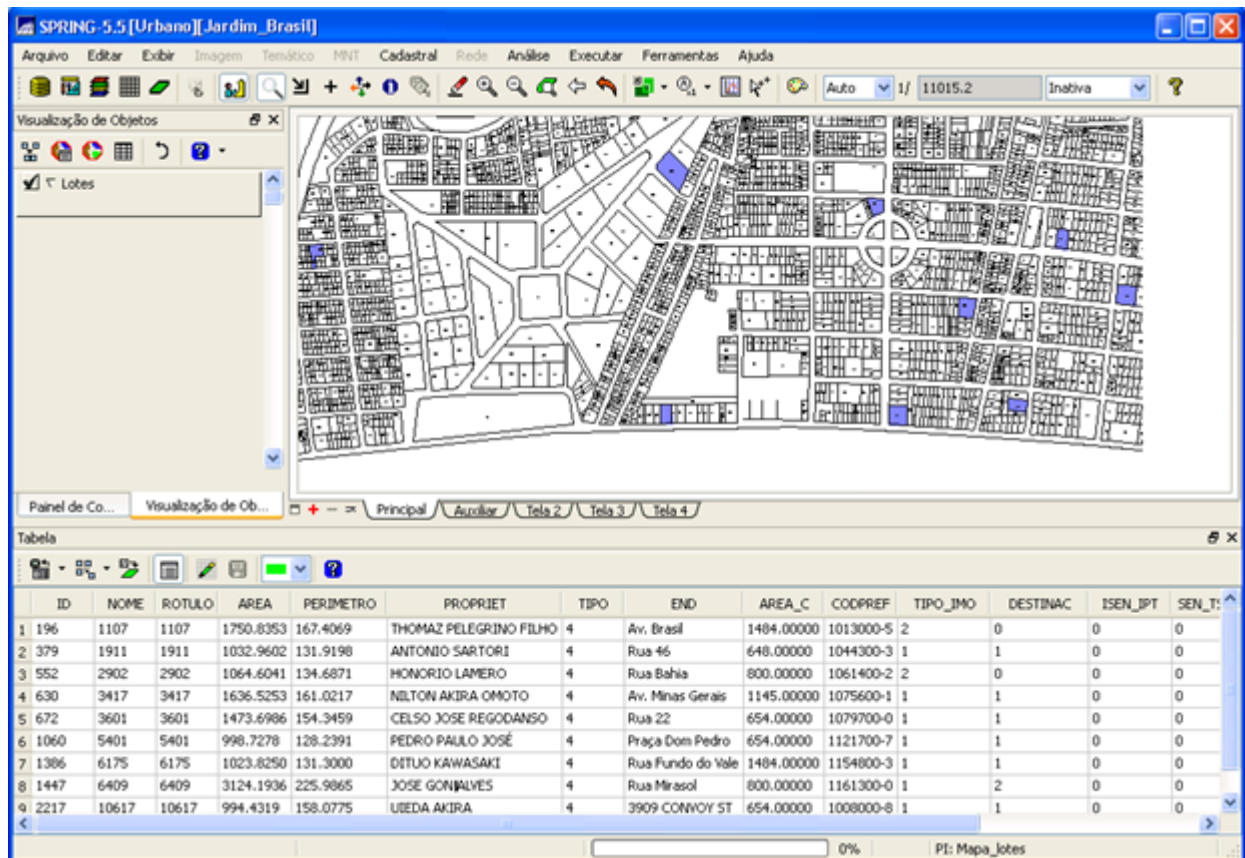 SPRING-5.5[Urbano][Jardim_Brasil]
Arquivo Editar Exibir Imagem Temático MNT Cadastral Rede Análise Executar Ferramentas Ajuda
Auto 1/ 11015.2 Inativa
Visualização de Objetos
Lotes
Painel de Co... Visualização de Ob... Principal Auxiliar Tela 2 Tela 3 Tela 4
Tabela
ID NOME ROTULO AREA PERIMETRO PROPRIET TIPO END AREA_C CODPREF TIPO_IMO DESTINAC ISEN_IPT SEN_TS
1 196 1107 1107 1750.8353 167.4069 THOMAZ PELEGRINO FILHO 4 Av. Brasil 1484.00000 1013000-5 2 0 0 0
2 379 1911 1911 1032.9602 131.9198 ANTONIO SARTORI 4 Rua 46 648.00000 1044300-3 1 1 0 0
3 552 2902 2902 1064.6041 134.6871 HONORIO LAMERO 4 Rua Bahia 800.00000 1061400-2 2 0 0 0
4 630 3417 3417 1636.5253 161.0217 NILTON AKIRA OMOTO 4 Av. Minas Gerais 1145.00000 1075600-1 1 1 0 0
5 672 3601 3601 1473.6986 154.3459 CELSO JOSE REGODANSO 4 Rua 22 654.00000 1079700-0 1 1 0 0
6 1060 5401 5401 998.7278 128.2391 PEDRO PAULO JOSÉ 4 Praça Dom Pedro 654.00000 1121700-7 1 1 0 0
7 1386 6175 6175 1023.8250 131.3000 DITUO KAWASAKI 4 Rua Fundo do Vale 1484.00000 1154800-3 1 1 0 0
8 1447 6409 6409 3124.1936 225.9865 JOSE 4 Rua Mirasol 800.00000 1161300-0 1 2 0 0
9 2217 10617 10617 994.4319 158.0775 UIEDA AKIRA 4 3909 CONVOY ST 654.00000 1008000-8 1 1 0 0
0% PI: Mapa_lotes